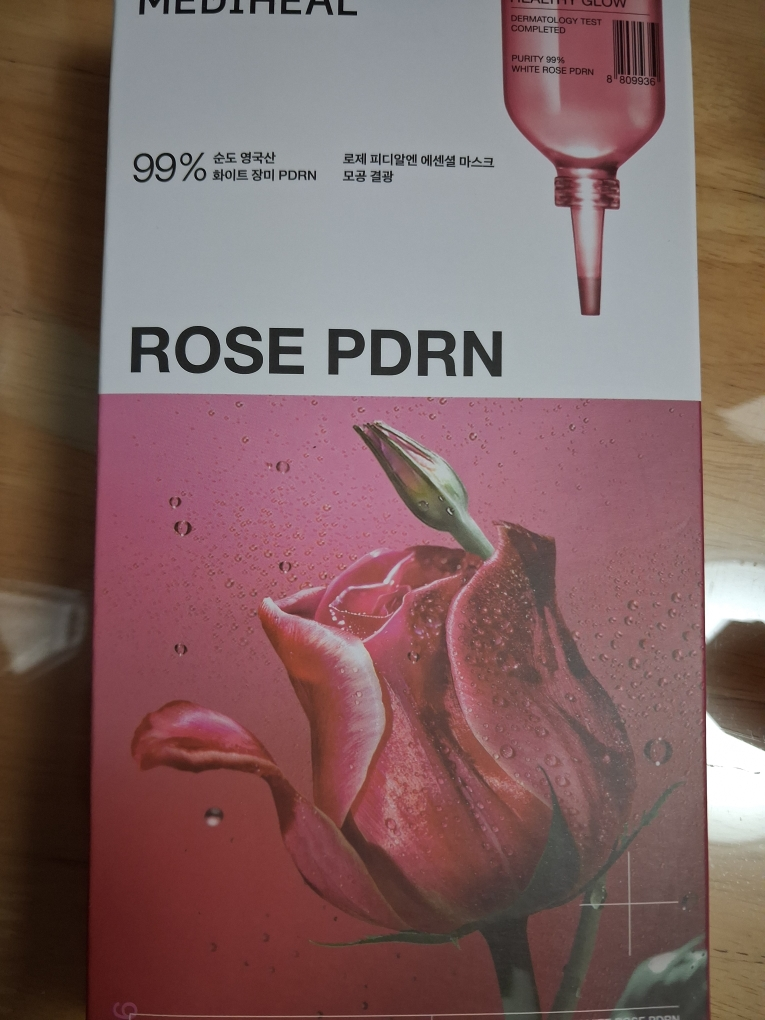 MEDIHEAL
HEALTHY GLOW
DERMATOLOGY TEST
COMPLETED
PURITY 99%
WHITE ROSE PDRN
8 809936
99% 순도 영국산
화이트 장미 PDRN
로제 피디알엔 에센셜 마스크
모공 결광
ROSE PDRN
ROSE PDRN